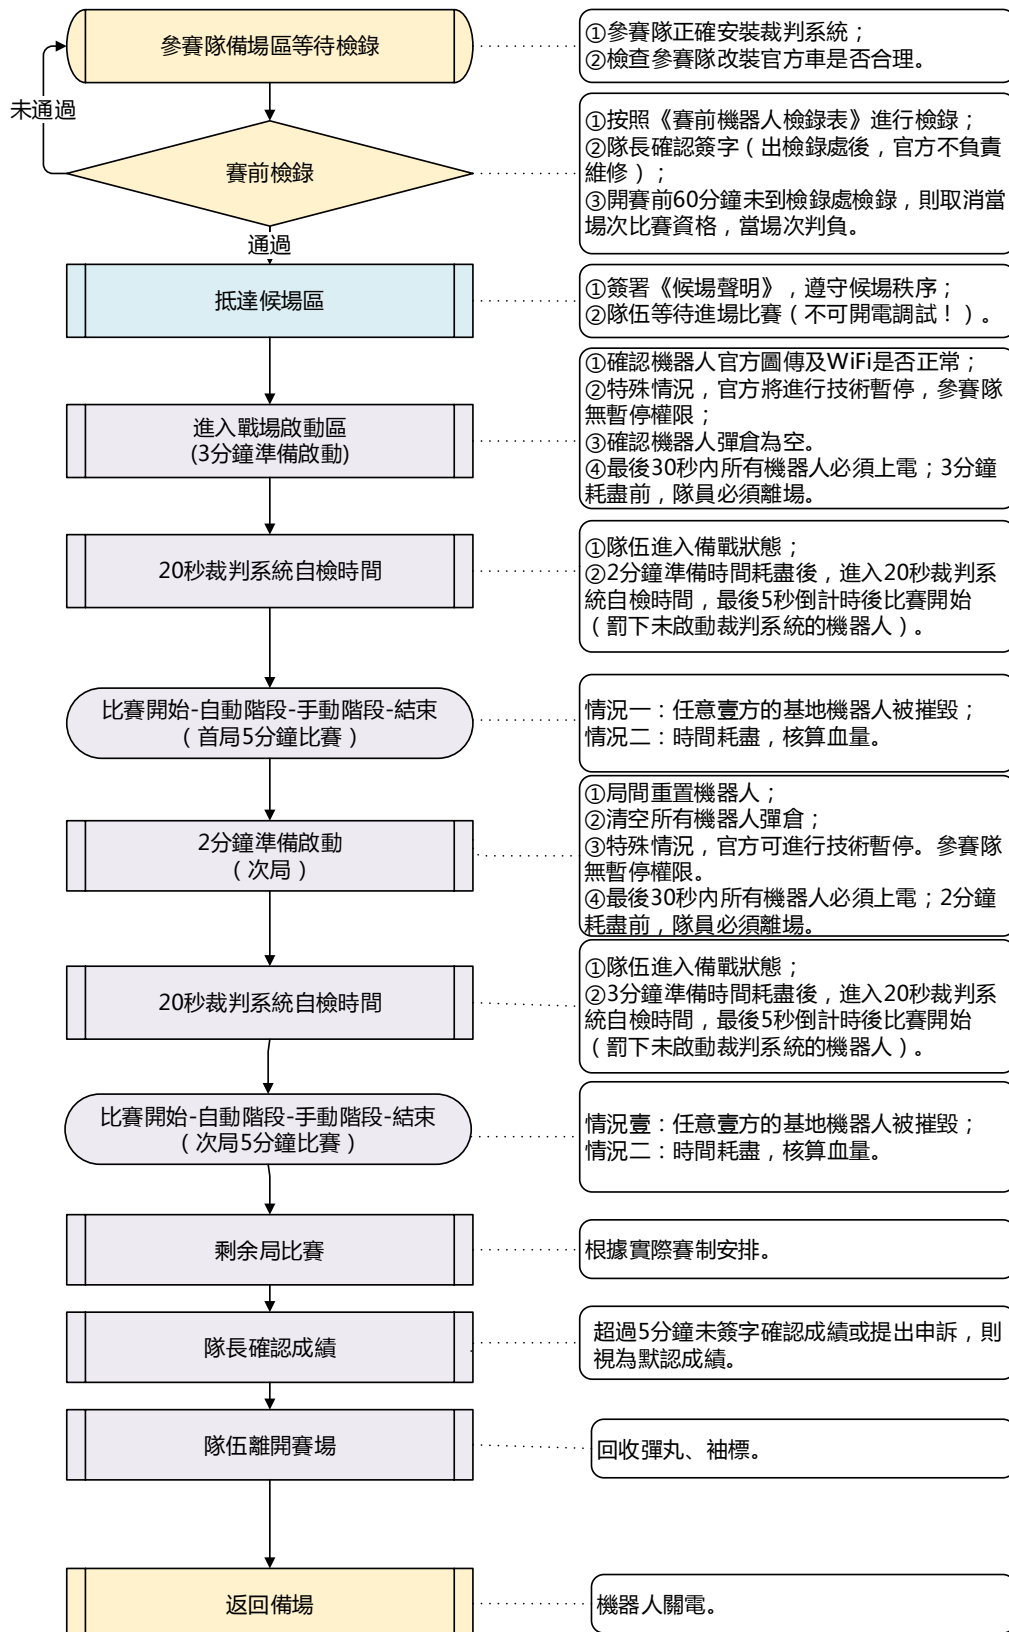 參賽隊備場區等待檢錄
①參賽隊正確安裝裁判系統；
②檢查參賽隊改裝官方車是否合理。
未通過
賽前檢錄
①按照《賽前機器人檢錄表》進行檢錄；
②隊長確認簽字（出檢錄處後，官方不負責
維修）；
③開賽前60分鐘未到檢錄處檢錄，則取消當
場次比賽資格，當場次判負。
通過
抵達候場區
①簽署《候場聲明》，遵守候場秩序；
②隊伍等待進場比賽（不可開電調試！）。
進入戰場啟動區
(3分鐘準備啟動)
①確認機器人官方圖傳及WiFi是否正常；
②特殊情況，官方將進行技術暫停，參賽隊
無暫停權限；
③確認機器人彈倉為空。
④最後30秒内所有機器人必須上電；3分鐘
耗盡前，隊員必須離場。
20秒裁判系統自檢時間
①隊伍進入備戰狀態；
②2分鐘準備時間耗盡後，進入20秒裁判系
統自檢時間，最後5秒倒計時後比賽開始
（罰下未啟動裁判系統的機器人）。
比賽開始-自動階段-手動階段-結束
（首局5分鐘比賽）
情況一：任意壹方的基地機器人被摧毀；
情況二：時間耗盡，核算血量。
2分鐘準備啟動
（次局）
①局間重置機器人；
②清空所有機器人彈倉；
③特殊情況，官方可進行技術暫停。參賽隊
無暫停權限。
④最後30秒内所有機器人必須上電；2分鐘
耗盡前，隊員必須離場。
20秒裁判系統自檢時間
①隊伍進入備戰狀態；
②3分鐘準備時間耗盡後，進入20秒裁判系
統自檢時間，最後5秒倒計時後比賽開始
（罰下未啟動裁判系統的機器人）。
比賽開始-自動階段-手動階段-結束
（次局5分鐘比賽）
情況壹：任意壹方的基地機器人被摧毀；
情況二：時間耗盡，核算血量。
剩余局比賽
根據實際賽制安排。
隊長確認成績
超過5分鐘未簽字確認成績或提出申訴，則
視為默認成績。
隊伍離開賽場
回收彈丸、袖標。
返回備場
機器人關電。